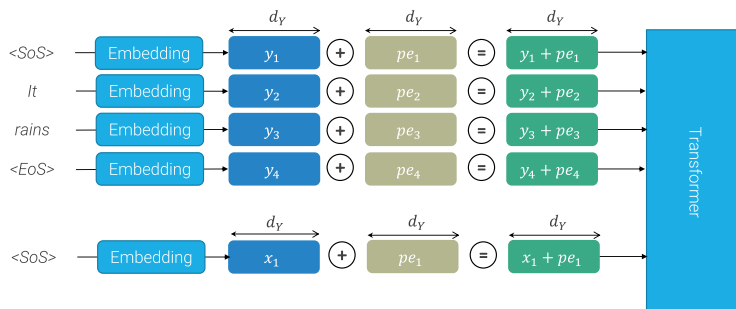 d_Y d_Y d_Y
<SoS> Embedding y_1 + pe_1 = y_1 + pe_1
It Embedding y_2 + pe_2 = y_2 + pe_2
rains Embedding y_3 + pe_3 = y_3 + pe_3
<EoS> Embedding y_4 + pe_4 = y_4 + pe_4
d_Y d_Y d_Y
<SoS> Embedding x_1 + pe_1 = x_1 + pe_1
Transformer